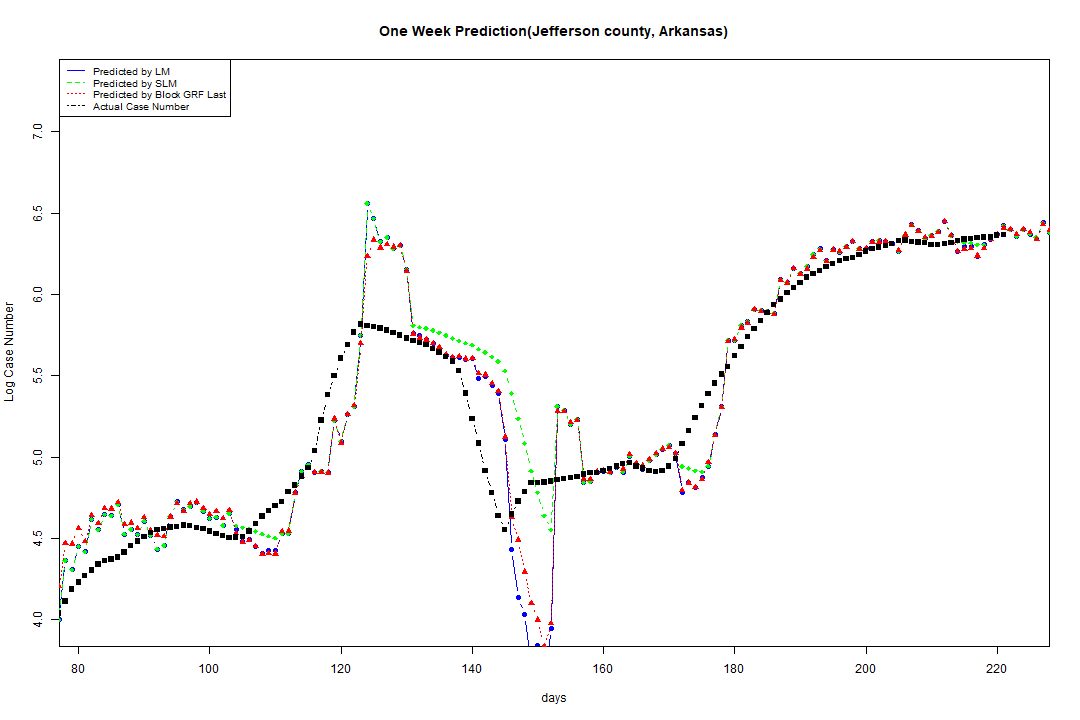 One Week Prediction(Jefferson county, Arkansas)
Predicted by LM
Predicted by SLM
Predicted by Block GRF Last
Actual Case Number
7.0
6.5
6.0
5.5
5.0
4.5
4.0
Log Case Number
80 100 120 140 160 180 200 220
days